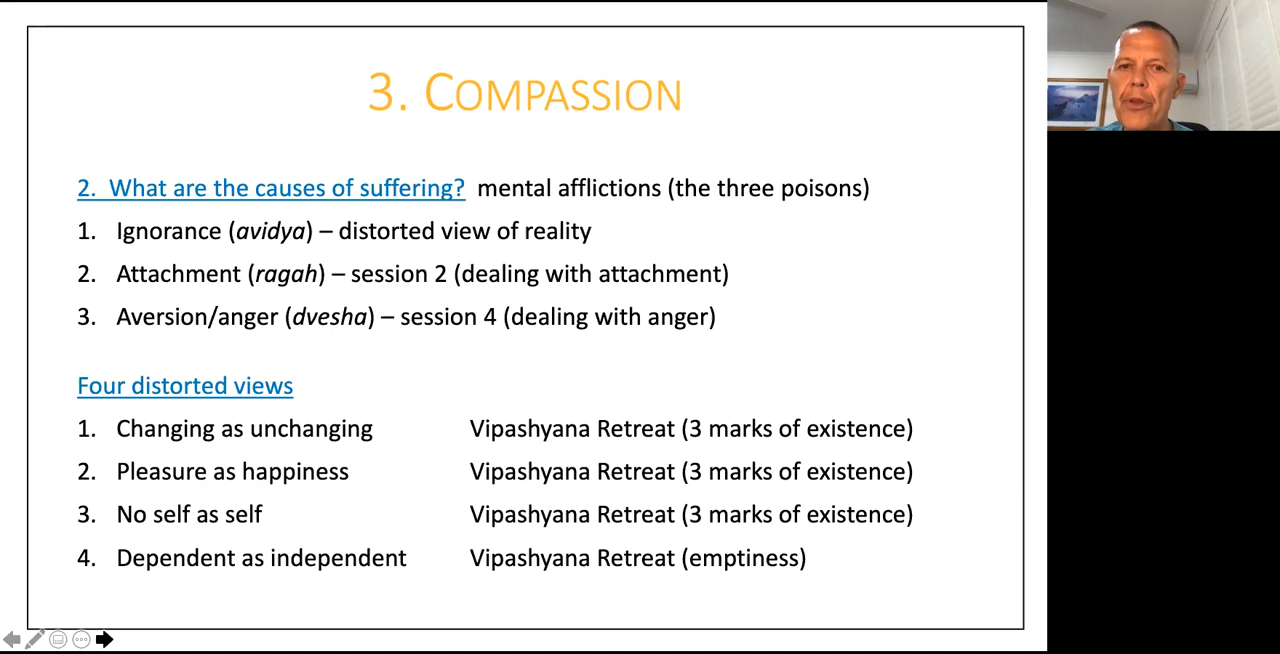 3. COMPASSION
2. What are the causes of suffering? mental afflictions (the three poisons)
1. Ignorance (avidya) – distorted view of reality
2. Attachment (ragah) – session 2 (dealing with attachment)
3. Aversion/anger (dvesha) – session 4 (dealing with anger)
Four distorted views
1. Changing as unchanging Vipashyana Retreat (3 marks of existence)
2. Pleasure as happiness Vipashyana Retreat (3 marks of existence)
3. No self as self Vipashyana Retreat (3 marks of existence)
4. Dependent as independent Vipashyana Retreat (emptiness)